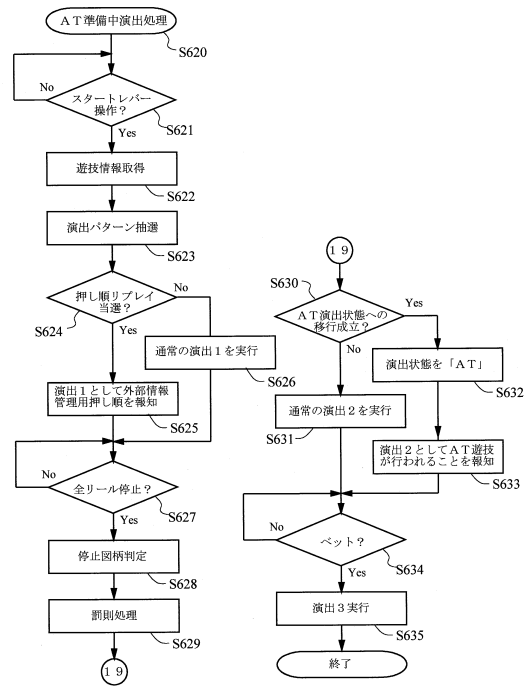 ＡＴ準備中演出処理
S620
No
スタートレバー
操作？
S621
Yes
遊技情報取得
S622
演出パターン抽選
S623
押し順リプレイ
当選？
No
S624
Yes
通常の演出１を実行
S626
演出１として外部情報
管理用押し順を報知
S625
No
全リール停止？
S627
Yes
停止図柄判定
S628
罰則処理
S629
１９
１９
S630
ＡＴ演出状態への
移行成立？
Yes
No
演出状態を「ＡＴ」
S632
通常の演出２を実行
S631
演出２としてＡＴ遊技
が行われることを報知
S633
No
ベット？
S634
Yes
演出３実行
S635
終了